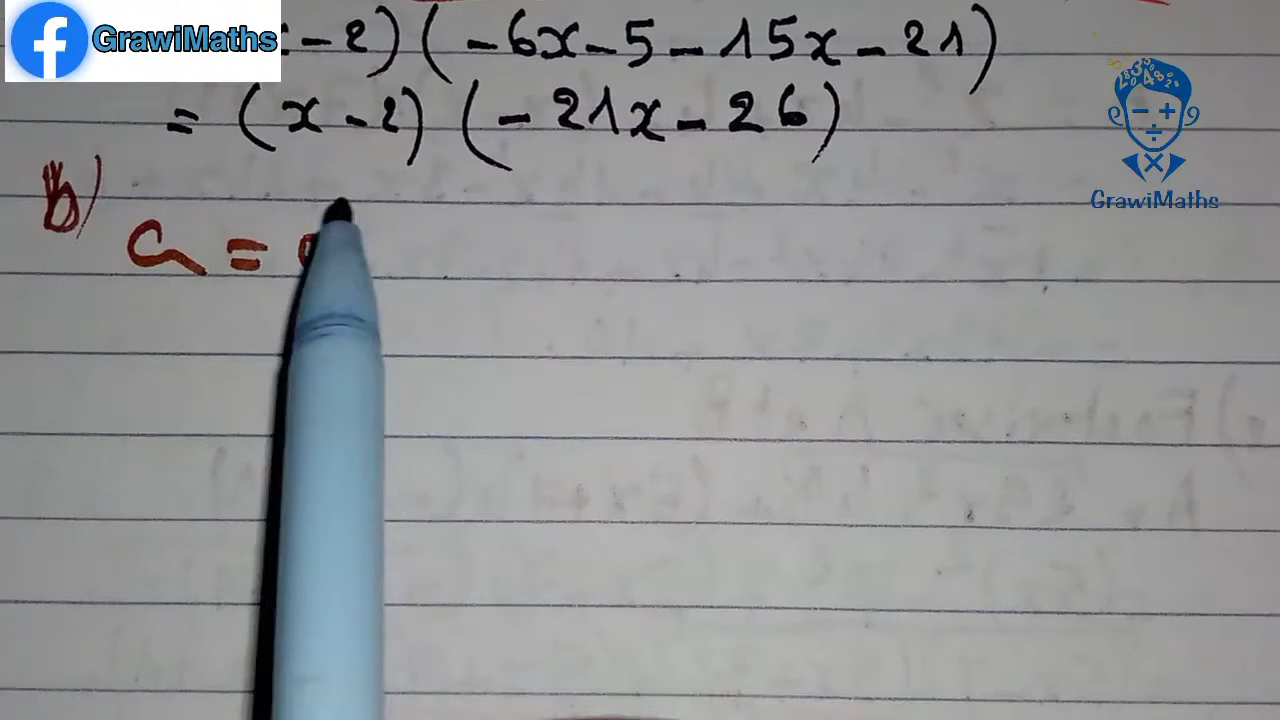 GrawiMaths
-2)(-6x-5-15x-21)
=(x-2)(-21x-26)
GrawiMaths
b)
G =